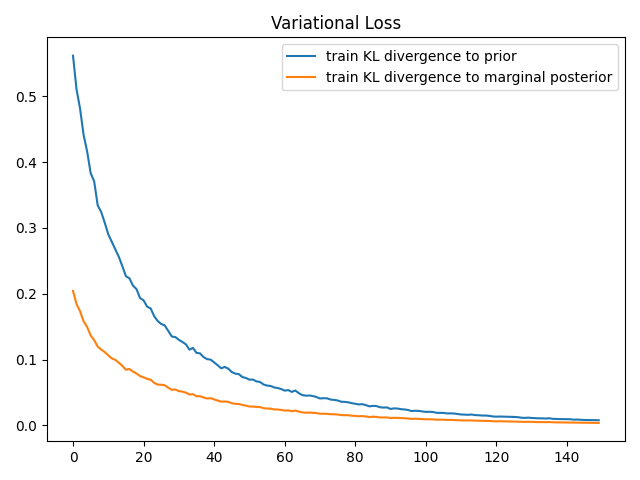 Variational Loss
train KL divergence to prior
train KL divergence to marginal posterior
0.5
0.4
0.3
0.2
0.1
0.0
0 20 40 60 80 100 120 140